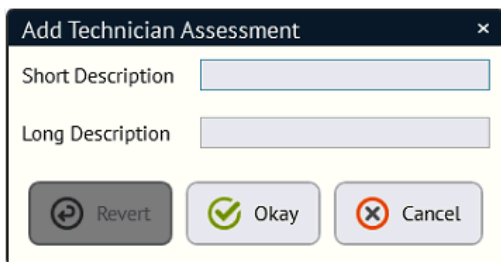 Add Technician Assessment
Short Description
Long Description
Revert Okay Cancel